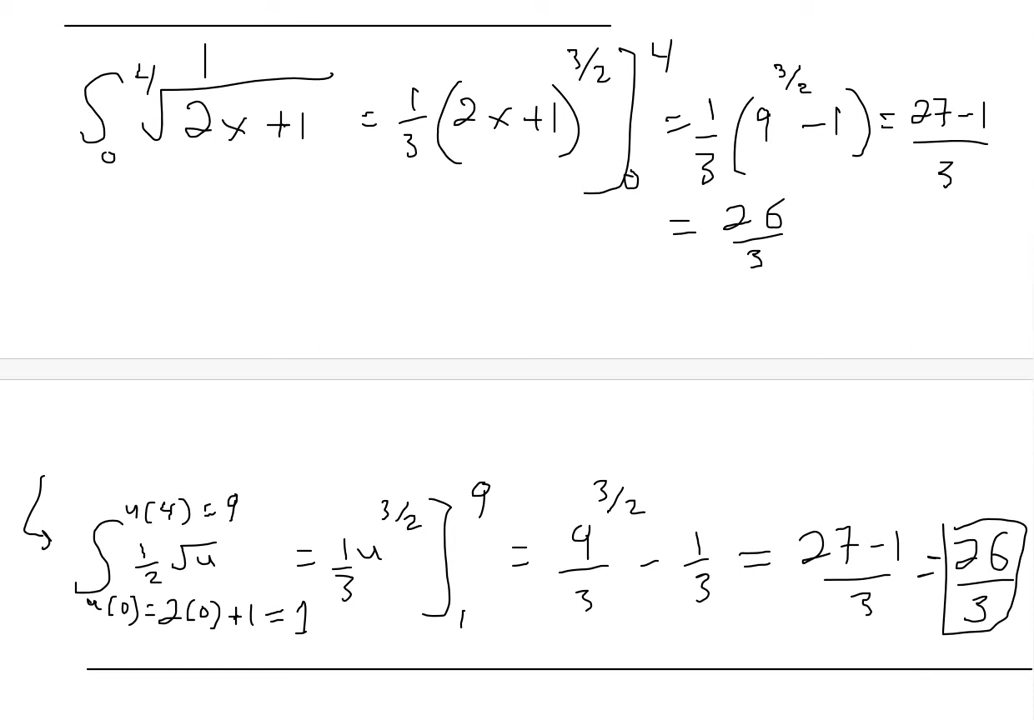 ∫₀⁴ √(2x+1) = 1/3 (2x+1)^(3/2) ]₀⁴ = 1/3 (9^(3/2) - 1) = (27-1)/3
= 26/3
↳ ∫_{u(0)=2(0)+1=1}^{u(4)=9} 1/2 √u = 1/3 u^(3/2) ]₁⁹ = 9^(3/2)/3 - 1/3 = (27-1)/3 = 26/3